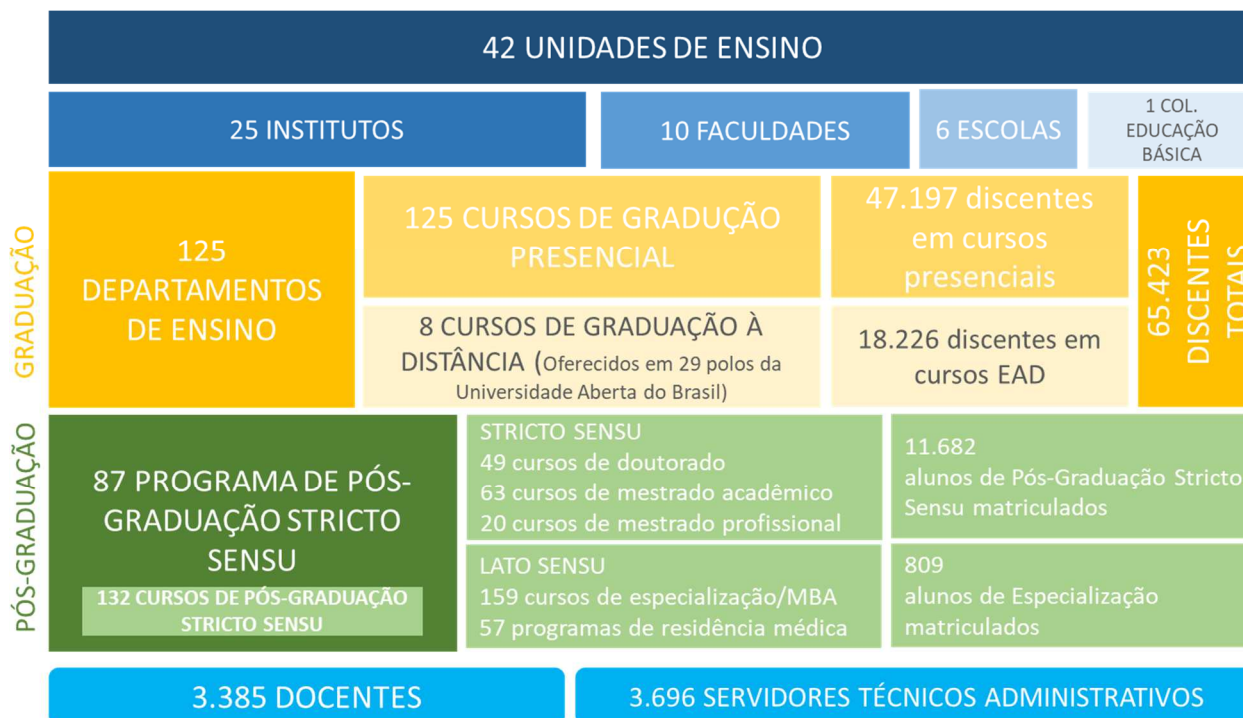 42 UNIDADES DE ENSINO
25 INSTITUTOS
10 FACULDADES
6 ESCOLAS
1 COL.
EDUCAÇÃO
BÁSICA
GRADUAÇÃO
125
DEPARTAMENTOS
DE ENSINO
125 CURSOS DE GRADUÇÃO
PRESENCIAL
47.197 discentes
em cursos
presenciais
8 CURSOS DE GRADUAÇÃO À
DISTÂNCIA (Oferecidos em 29 polos da
Universidade Aberta do Brasil)
18.226 discentes em
cursos EAD
65.423
DISCENTES
TOTAIS
PÓS-GRADUAÇÃO
87 PROGRAMA DE PÓS-
GRADUAÇÃO STRICTO
SENSU
132 CURSOS DE PÓS-GRADUAÇÃO
STRICTO SENSU
STRICTO SENSU
49 cursos de doutorado
63 cursos de mestrado acadêmico
20 cursos de mestrado profissional
11.682
alunos de Pós-Graduação Stricto
Sensu matriculados
LATO SENSU
159 cursos de especialização/MBA
57 programas de residência médica
809
alunos de Especialização
matriculados
3.385 DOCENTES
3.696 SERVIDORES TÉCNICOS ADMINISTRATIVOS